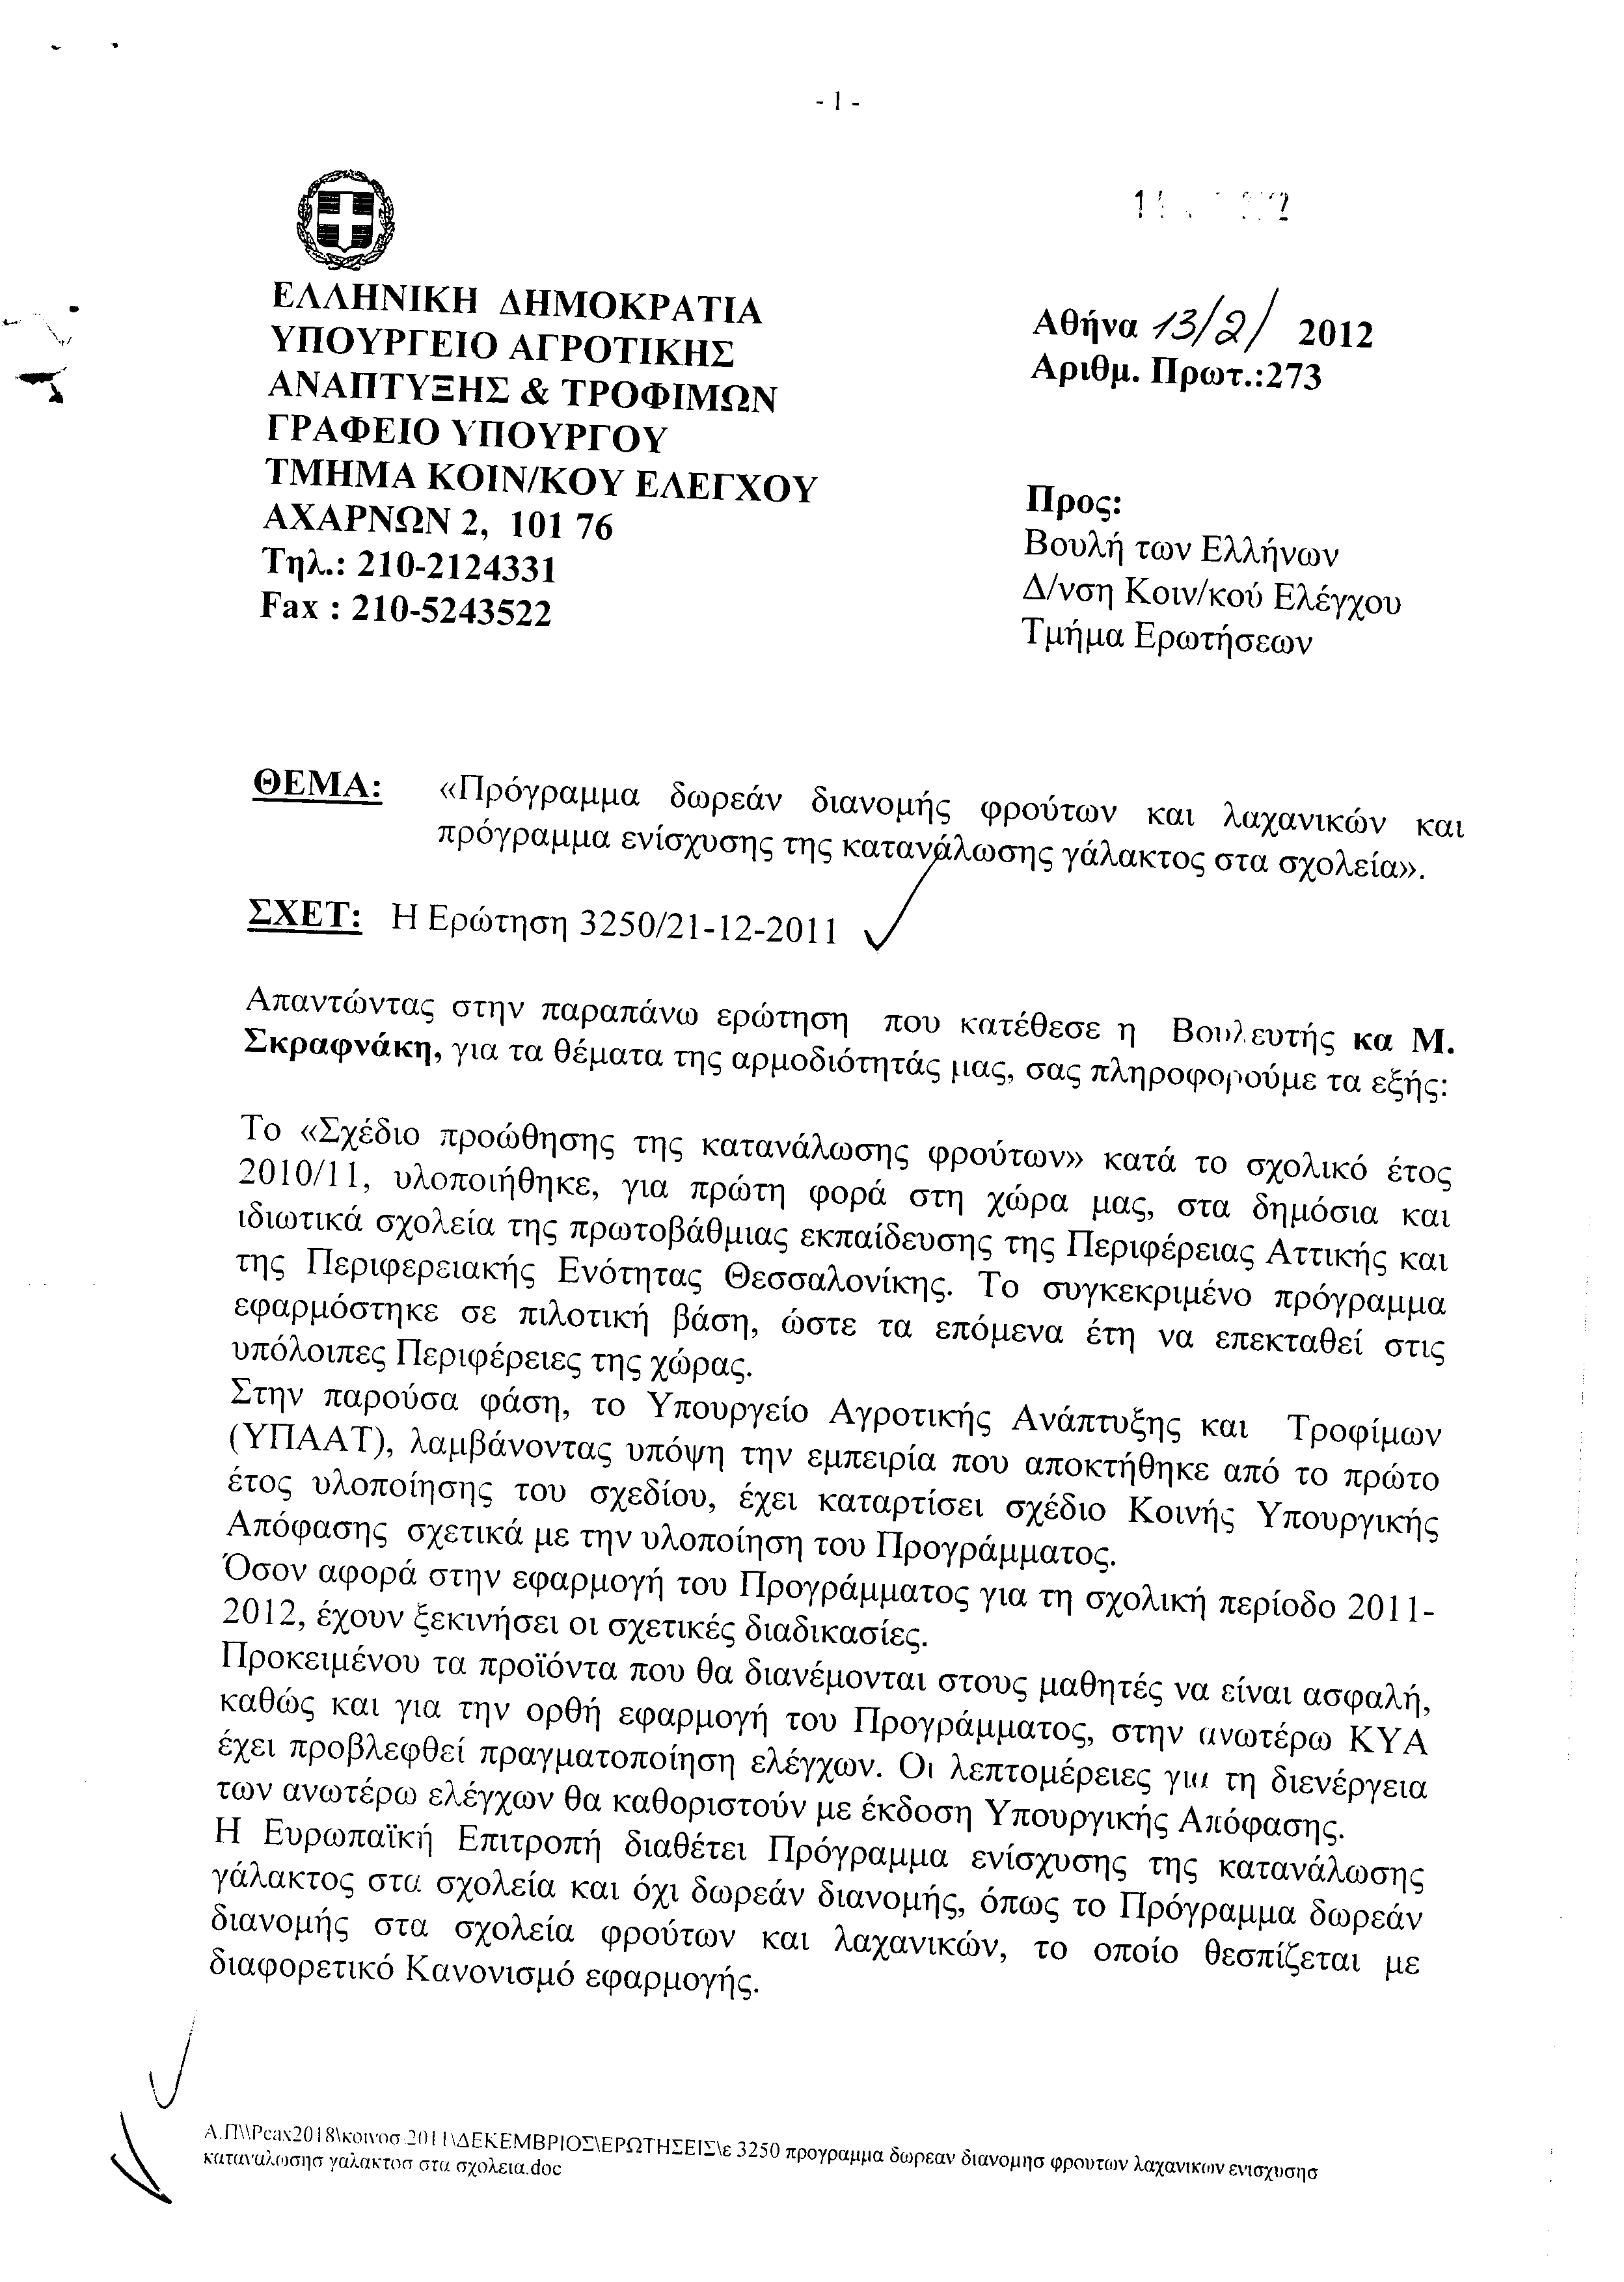 - 1 -
ΕΛΛΗΝΙΚΗ ΔΗΜΟΚΡΑΤΙΑ
ΥΠΟΥΡΓΕΙΟ ΑΓΡΟΤΙΚΗΣ
ΑΝΑΠΤΥΞΗΣ & ΤΡΟΦΙΜΩΝ
ΓΡΑΦΕΙΟ ΥΠΟΥΡΓΟΥ
ΤΜΗΜΑ ΚΟΙΝ/ΚΟΥ ΕΛΕΓΧΟΥ
ΑΧΑΡΝΩΝ 2, 101 76
Τηλ.: 210-2124331
Fax : 210-5243522
Αθήνα 13/2/ 2012
Αριθμ. Πρωτ.:273
Προς:
Βουλή των Ελλήνων
Δ/νση Κοιν/κού Ελέγχου
Τμήμα Ερωτήσεων
ΘΕΜΑ: «Πρόγραμμα δωρεάν διανομής φρούτων και λαχανικών και
πρόγραμμα ενίσχυσης της κατανάλωσης γάλακτος στα σχολεία».
ΣΧΕΤ: Η Ερώτηση 3250/21-12-2011
Απαντώντας στην παραπάνω ερώτηση που κατέθεσε η Βουλευτής κα Μ.
Σκραφνάκη, για τα θέματα της αρμοδιότητάς μας, σας πληροφορούμε τα εξής:
Το «Σχέδιο προώθησης της κατανάλωσης φρούτων» κατά το σχολικό έτος
2010/11, υλοποιήθηκε, για πρώτη φορά στη χώρα μας, στα δημόσια και
ιδιωτικά σχολεία της πρωτοβάθμιας εκπαίδευσης της Περιφέρειας Αττικής και
της Περιφερειακής Ενότητας Θεσσαλονίκης. Το συγκεκριμένο πρόγραμμα
εφαρμόστηκε σε πιλοτική βάση, ώστε τα επόμενα έτη να επεκταθεί στις
υπόλοιπες Περιφέρειες της χώρας.
Στην παρούσα φάση, το Υπουργείο Αγροτικής Ανάπτυξης και Τροφίμων
(ΥΠΑΑΤ), λαμβάνοντας υπόψη την εμπειρία που αποκτήθηκε από το πρώτο
έτος υλοποίησης του σχεδίου, έχει καταρτίσει σχέδιο Κοινής Υπουργικής
Απόφασης σχετικά με την υλοποίηση του Προγράμματος.
Όσον αφορά στην εφαρμογή του Προγράμματος για τη σχολική περίοδο 2011-
2012, έχουν ξεκινήσει οι σχετικές διαδικασίες.
Προκειμένου τα προϊόντα που θα διανέμονται στους μαθητές να είναι ασφαλή,
καθώς και για την ορθή εφαρμογή του Προγράμματος, στην ανωτέρω ΚΥΑ
έχει προβλεφθεί πραγματοποίηση ελέγχων. Οι λεπτομέρειες για τη διενέργεια
των ανωτέρω ελέγχων θα καθοριστούν με έκδοση Υπουργικής Απόφασης.
Η Ευρωπαϊκή Επιτροπή διαθέτει Πρόγραμμα ενίσχυσης της κατανάλωσης
γάλακτος στα σχολεία και όχι δωρεάν διανομής, όπως το Πρόγραμμα δωρεάν
διανομής στα σχολεία φρούτων και λαχανικών, το οποίο θεσπίζεται με
διαφορετικό Κανονισμό εφαρμογής.
Α.Π\\Pcax2018\κοινοσ 2011\ΔΕΚΕΜΒΡΙΟΣ\ΕΡΩΤΗΣΕΙΣ\ε 3250 προγραμμα δωρεαν διανομησ φρουτων λαχανικων ενισχυσησ
καταναλωσησ γαλακτοσ στα σχολεια.doc